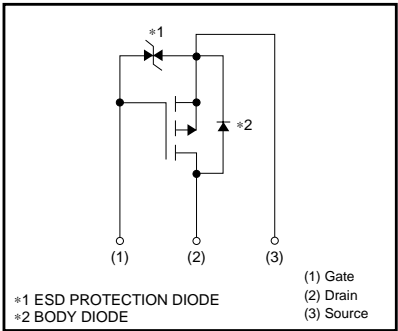 ∗1
∗2
(1) (2) (3)
(1) Gate
(2) Drain
(3) Source
∗1 ESD PROTECTION DIODE
∗2 BODY DIODE